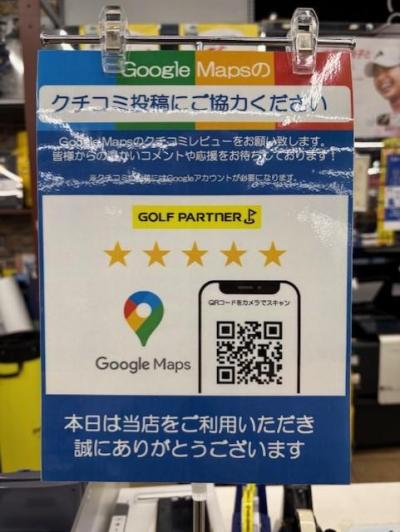 Google Mapsの
クチコミ投稿にご協力ください
Google Mapsのクチコミレビューをお願い致します。
皆様からの温かいコメントや応援をお待ちしております！
※クチコミ投稿にはGoogleアカウントが必要になります。
GOLF PARTNER
QRコードをカメラでスキャン
Google Maps
本日は当店をご利用いただき
誠にありがとうございます